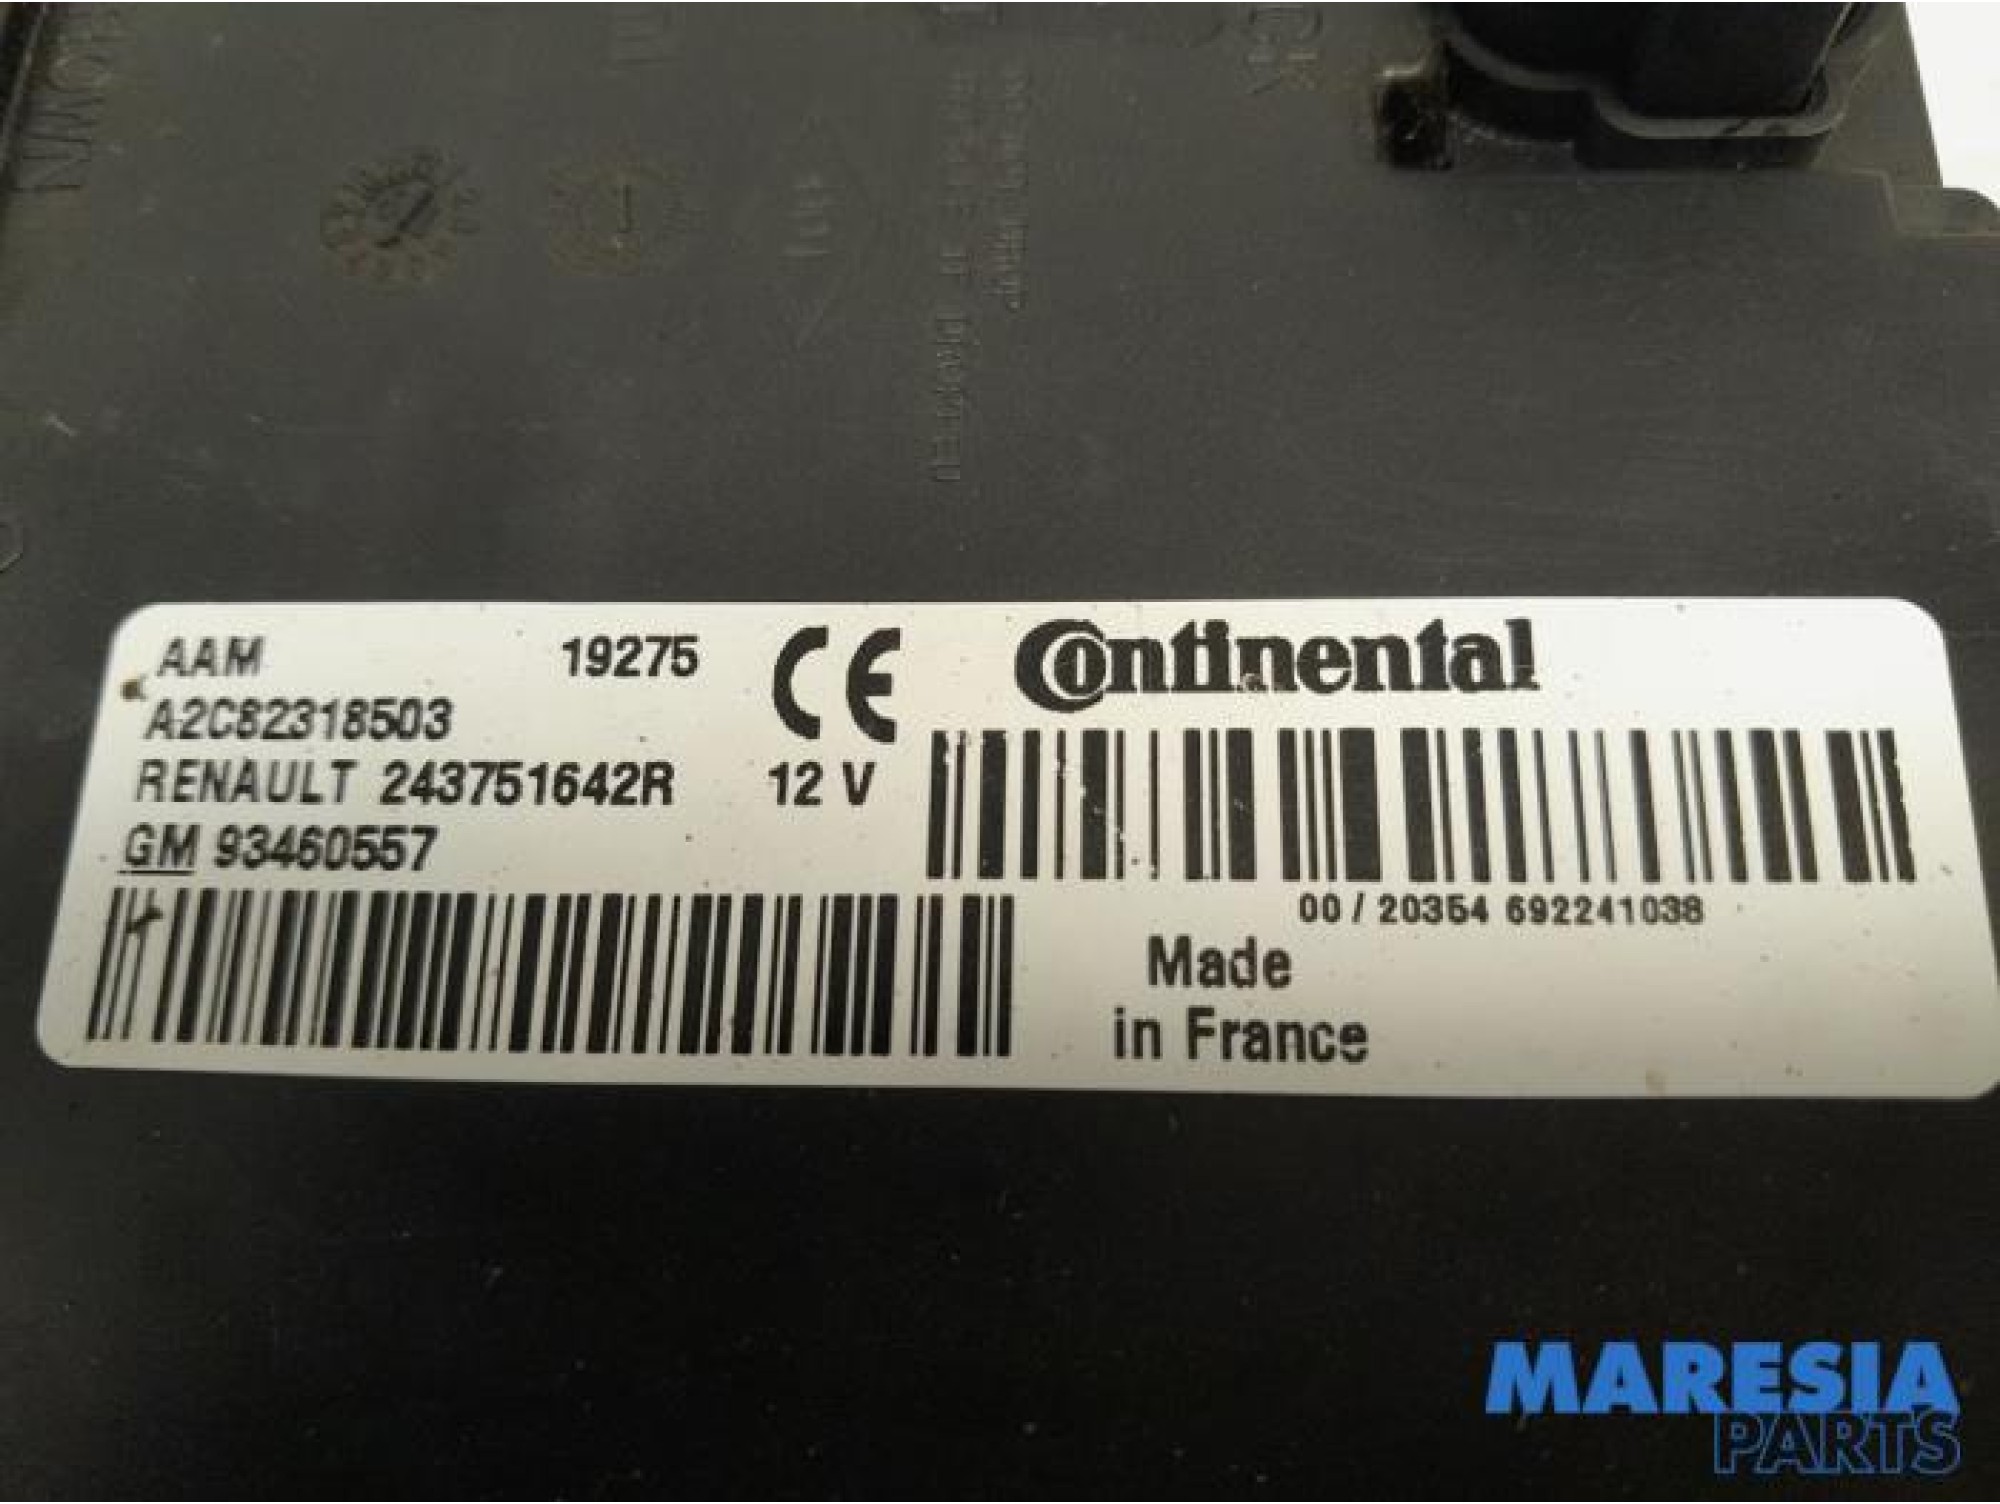 AAM 19275 CE Continental
A2C82318503
RENAULT 243751642R 12 V
GM 93460557
00 / 20354 692241038
Made
in France
MARESIA
PARTS